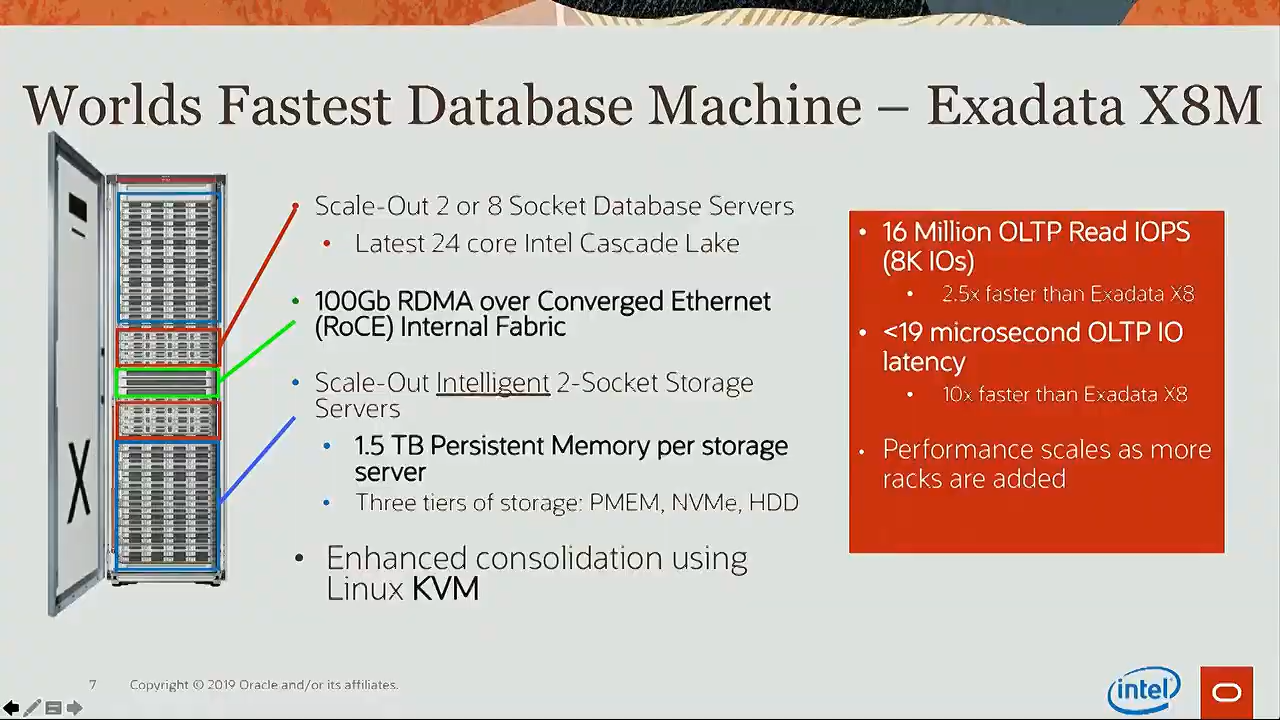 Worlds Fastest Database Machine – Exadata X8M
Scale-Out 2 or 8 Socket Database Servers
Latest 24 core Intel Cascade Lake
100Gb RDMA over Converged Ethernet
(RoCE) Internal Fabric
Scale-Out Intelligent 2-Socket Storage
Servers
1.5 TB Persistent Memory per storage
server
Three tiers of storage: PMEM, NVMe, HDD
Enhanced consolidation using
Linux KVM
16 Million OLTP Read IOPS
(8K IOs)
2.5x faster than Exadata X8
<19 microsecond OLTP IO
latency
10x faster than Exadata X8
Performance scales as more
racks are added
X
7
Copyright © 2019 Oracle and/or its affiliates.
intel